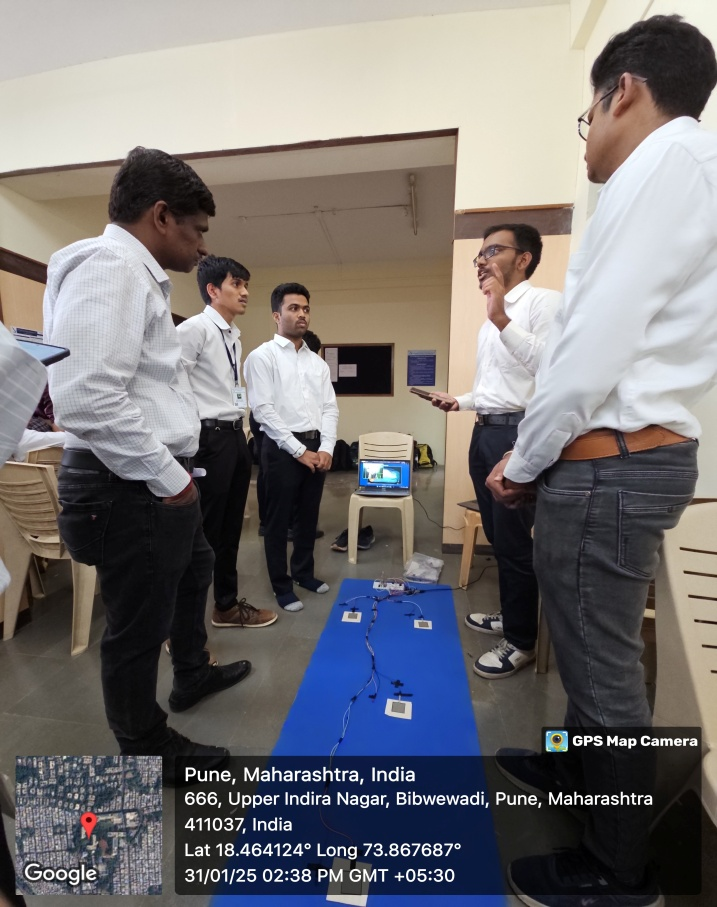 GPS Map Camera
Pune, Maharashtra, India
666, Upper Indira Nagar, Bibwewadi, Pune, Maharashtra
411037, India
Lat 18.464124° Long 73.867687°
31/01/25 02:38 PM GMT +05:30
Google